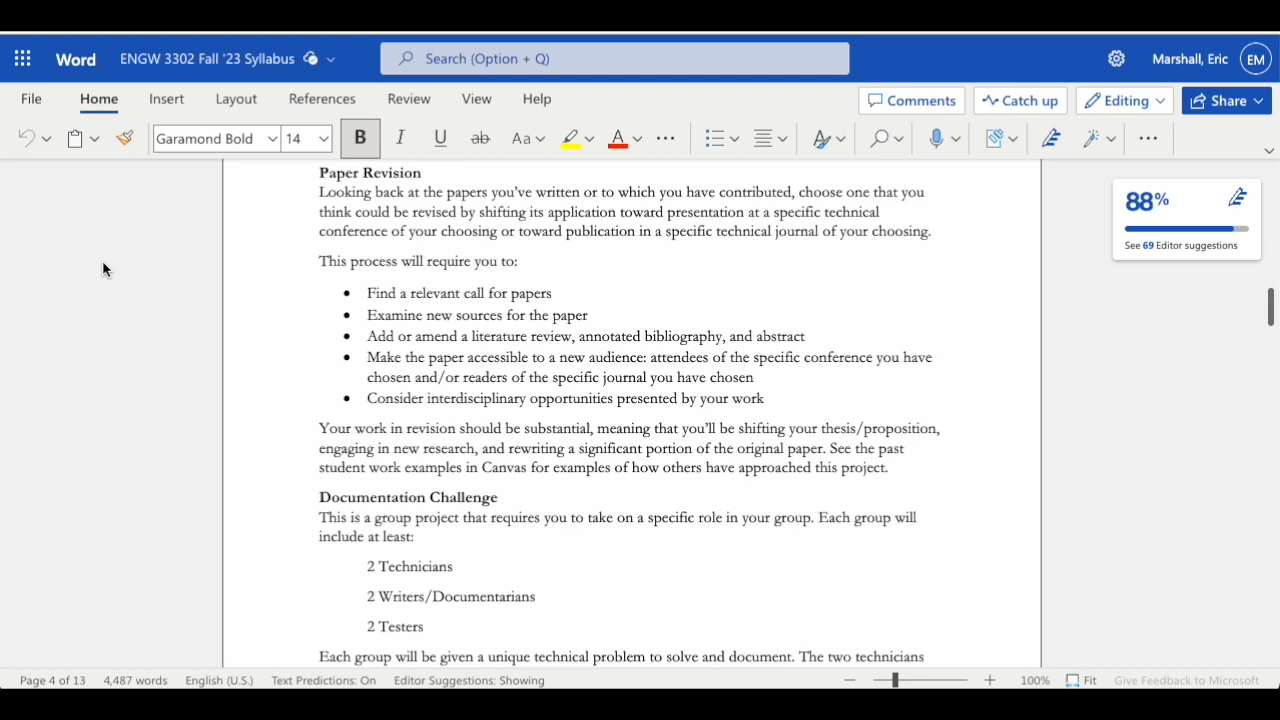 Word
ENGW 3302 Fall '23 Syllabus
Search (Option + Q)
Marshall, Eric
EM
File
Home
Insert
Layout
References
Review
View
Help
Comments
Catch up
Editing
Share
Garamond Bold
14
B
I
U
ab
Aa
A
A
Paper Revision
Looking back at the papers you've written or to which you have contributed, choose one that you
think could be revised by shifting its application toward presentation at a specific technical
conference of your choosing or toward publication in a specific technical journal of your choosing.
This process will require you to:
• Find a relevant call for papers
• Examine new sources for the paper
• Add or amend a literature review, annotated bibliography, and abstract
• Make the paper accessible to a new audience: attendees of the specific conference you have
chosen and/or readers of the specific journal you have chosen
• Consider interdisciplinary opportunities presented by your work
Your work in revision should be substantial, meaning that you'll be shifting your thesis/proposition,
engaging in new research, and rewriting a significant portion of the original paper. See the past
student work examples in Canvas for examples of how others have approached this project.
Documentation Challenge
This is a group project that requires you to take on a specific role in your group. Each group will
include at least:
2 Technicians
2 Writers/Documentarians
2 Testers
Each group will be given a unique technical problem to solve and document. The two technicians
88%
See 69 Editor suggestions
Page 4 of 13
4,487 words
English (U.S.)
Text Predictions: On
Editor Suggestions: Showing
100%
Fit
Give Feedback to Microsoft